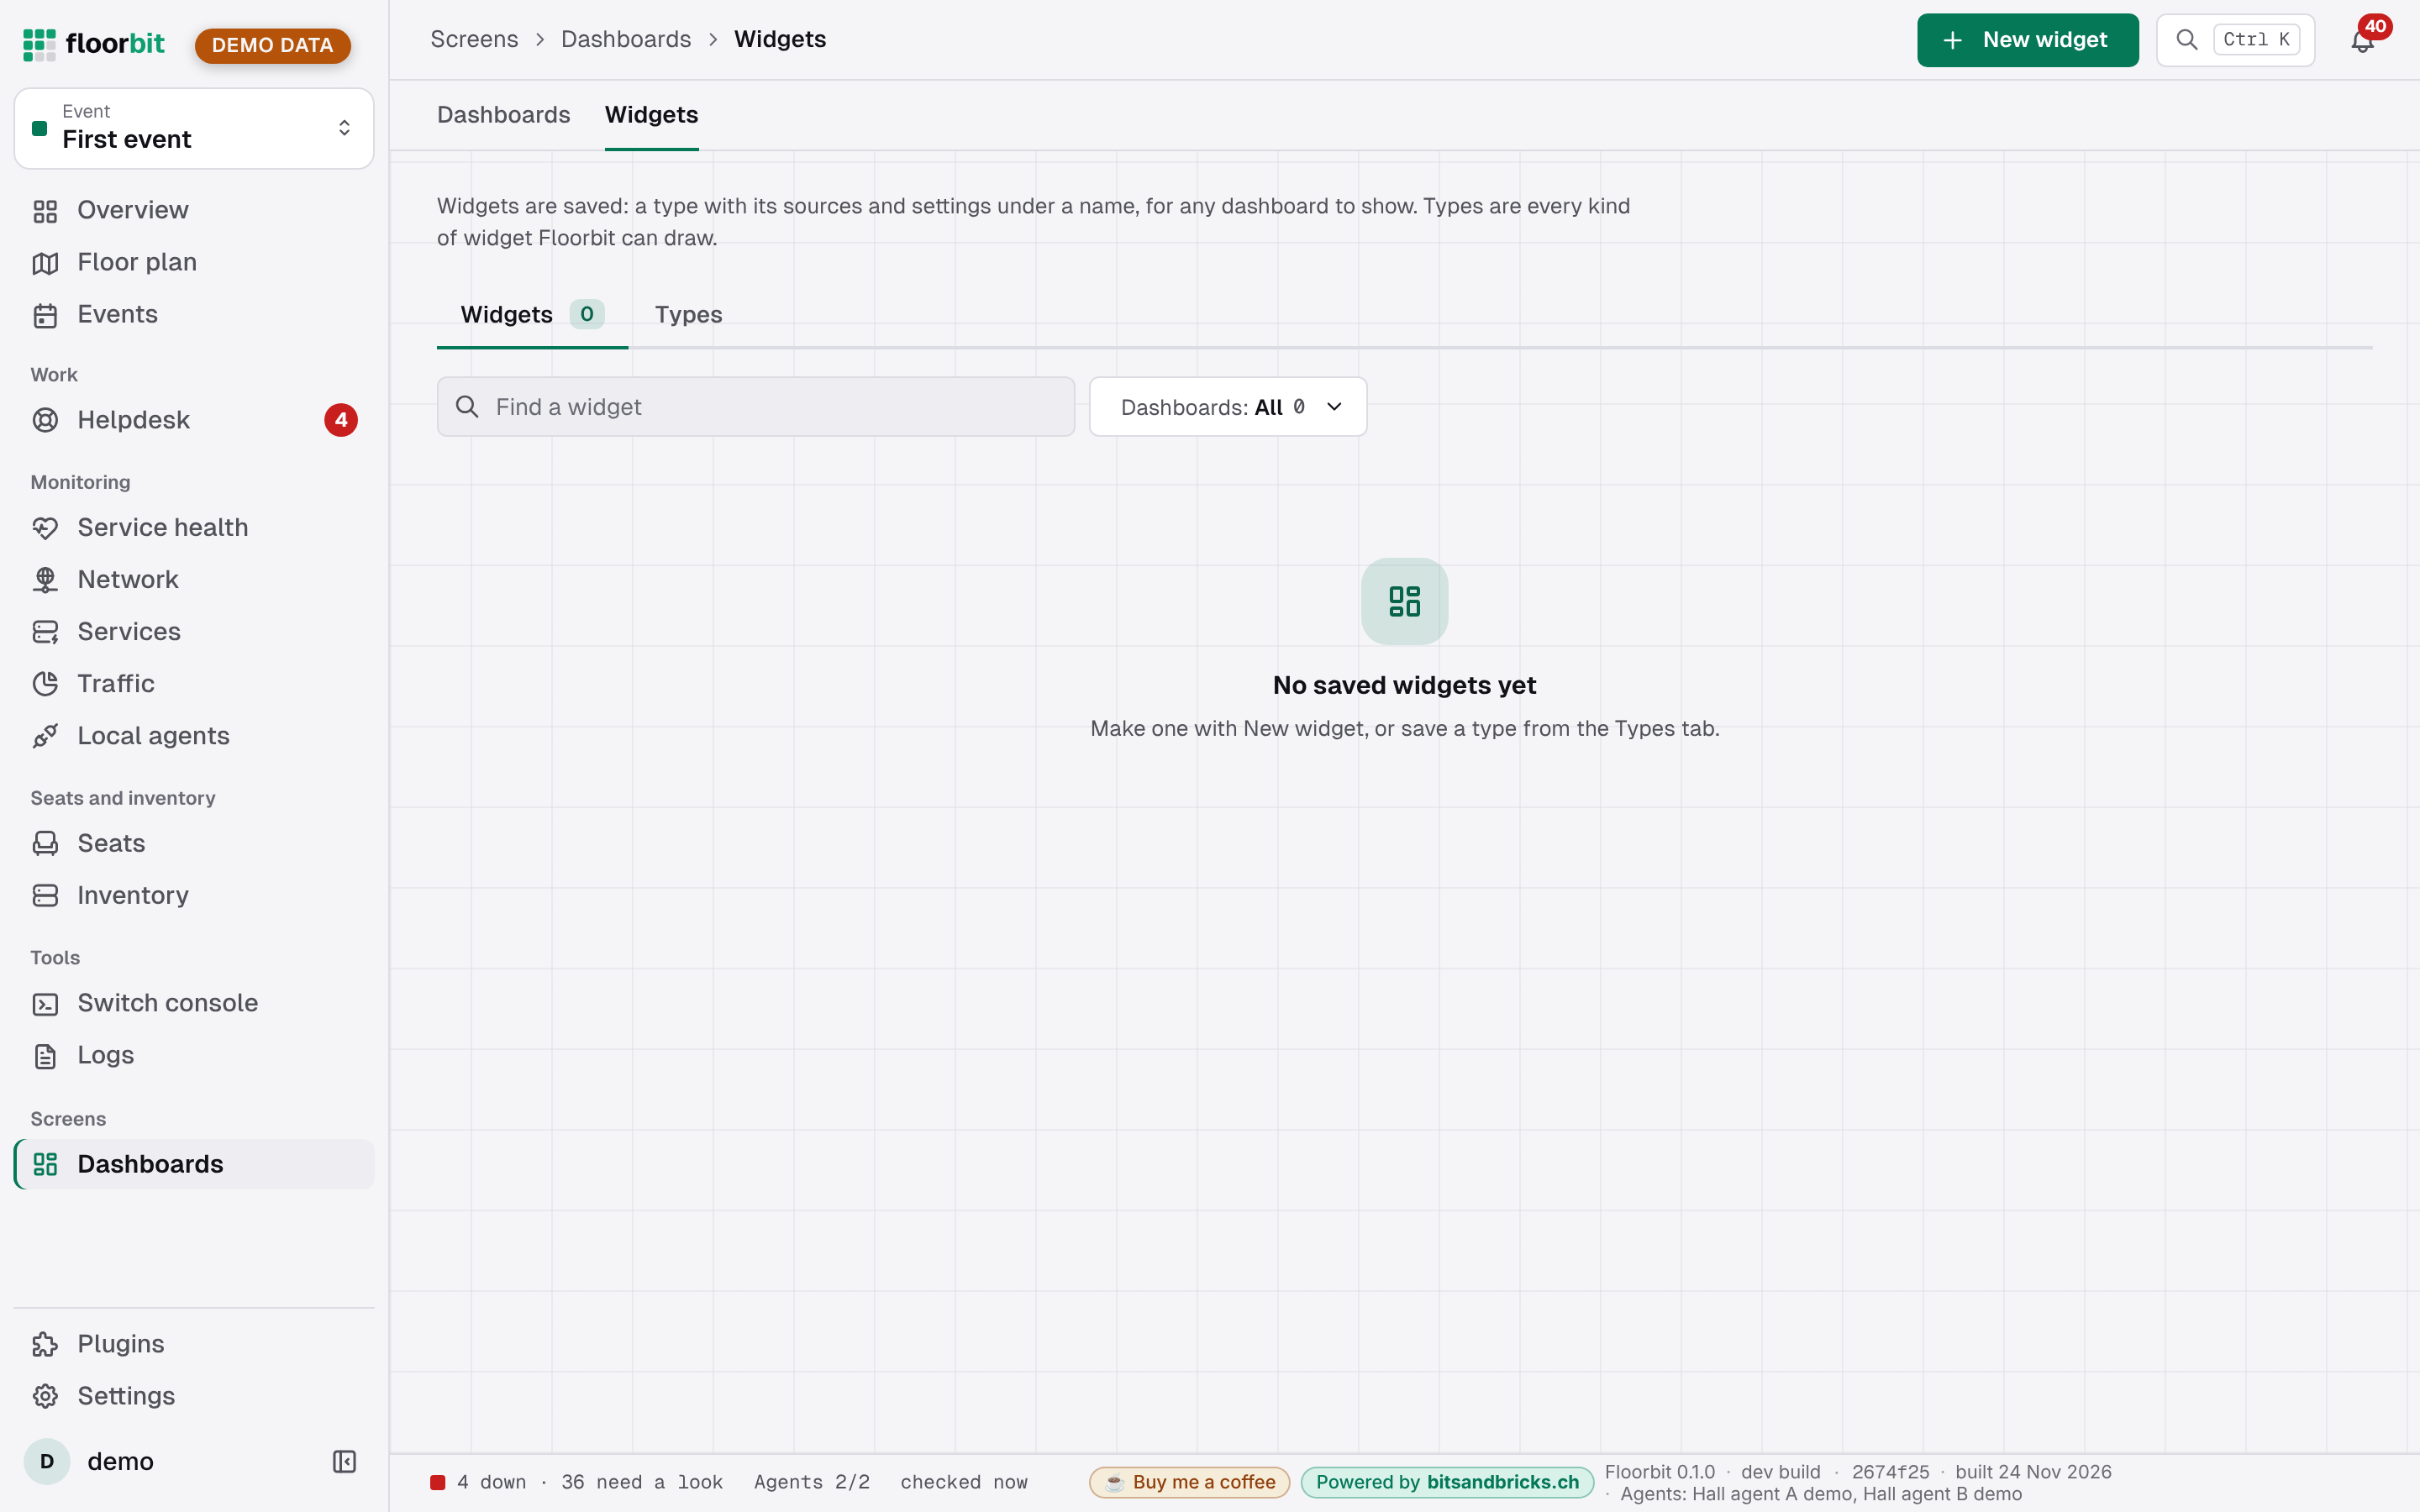 floorbit
DEMO DATA
Event
First event
Overview
Floor plan
Events
Work
Helpdesk 4
Monitoring
Service health
Network
Services
Traffic
Local agents
Seats and inventory
Seats
Inventory
Tools
Switch console
Logs
Screens
Dashboards
Plugins
Settings
D demo
Screens > Dashboards > Widgets
New widget
Ctrl K
40
Dashboards Widgets
Widgets are saved: a type with its sources and settings under a name, for any dashboard to show. Types are every kind
of widget Floorbit can draw.
Widgets 0 Types
Find a widget
Dashboards: All 0
No saved widgets yet
Make one with New widget, or save a type from the Types tab.
4 down · 36 need a look Agents 2/2 checked now
Buy me a coffee
Powered by bitsandbricks.ch
Floorbit 0.1.0 · dev build · 2674f25 · built 24 Nov 2026
· Agents: Hall agent A demo, Hall agent B demo